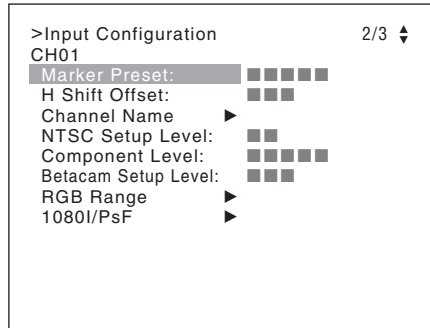 >Input Configuration 2/3
CH01
Marker Preset: ■■■■■
H Shift Offset: ■■■
Channel Name ▶
NTSC Setup Level: ■■
Component Level: ■■■■■
Betacam Setup Level: ■■■
RGB Range ▶
1080I/PsF ▶